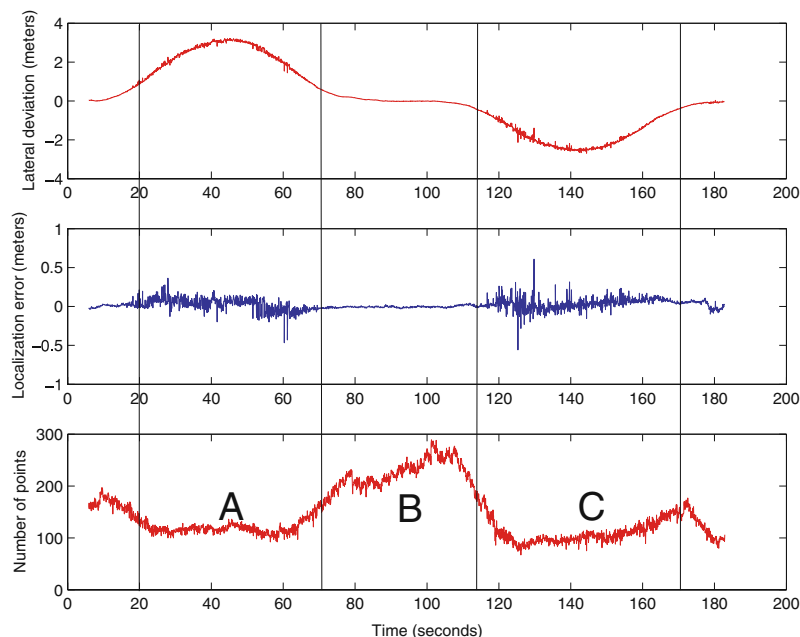 Lateral deviation (meters)
4
2
0
−2
−4
0 20 40 60 80 100 120 140 160 180 200
Localization error (meters)
1
0.5
0
−0.5
−1
0 20 40 60 80 100 120 140 160 180 200
Number of points
300
200
100
0
A
B
C
0 20 40 60 80 100 120 140 160 180 200
Time (seconds)